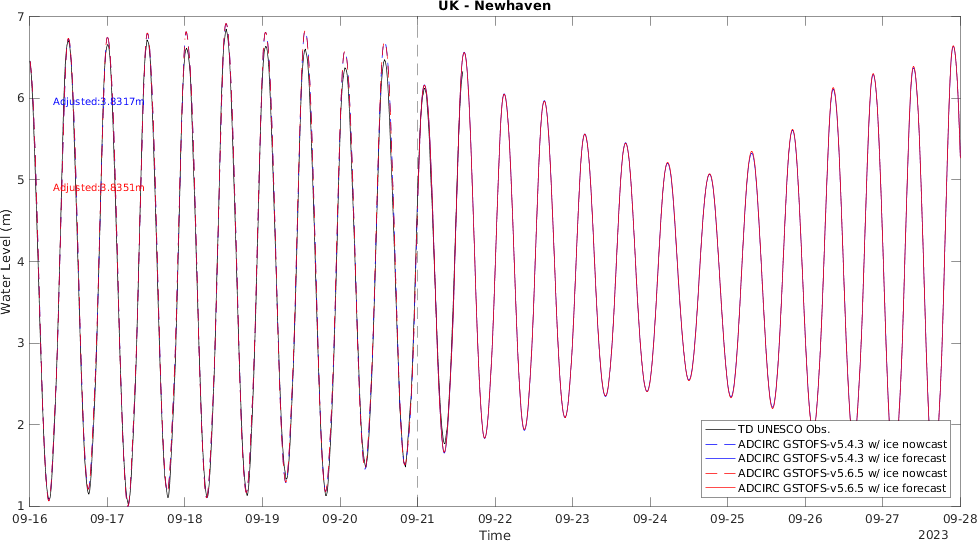 UK - Newhaven
7
6
5
4
3
2
1
Water Level (m)
Adjusted:3.8317m
Adjusted:3.8351m
TD UNESCO Obs.
ADCIRC GSTOFS-v5.4.3 w/ ice nowcast
ADCIRC GSTOFS-v5.4.3 w/ ice forecast
ADCIRC GSTOFS-v5.6.5 w/ ice nowcast
ADCIRC GSTOFS-v5.6.5 w/ ice forecast
09-16 09-17 09-18 09-19 09-20 09-21 09-22 09-23 09-24 09-25 09-26 09-27 09-28
Time
2023